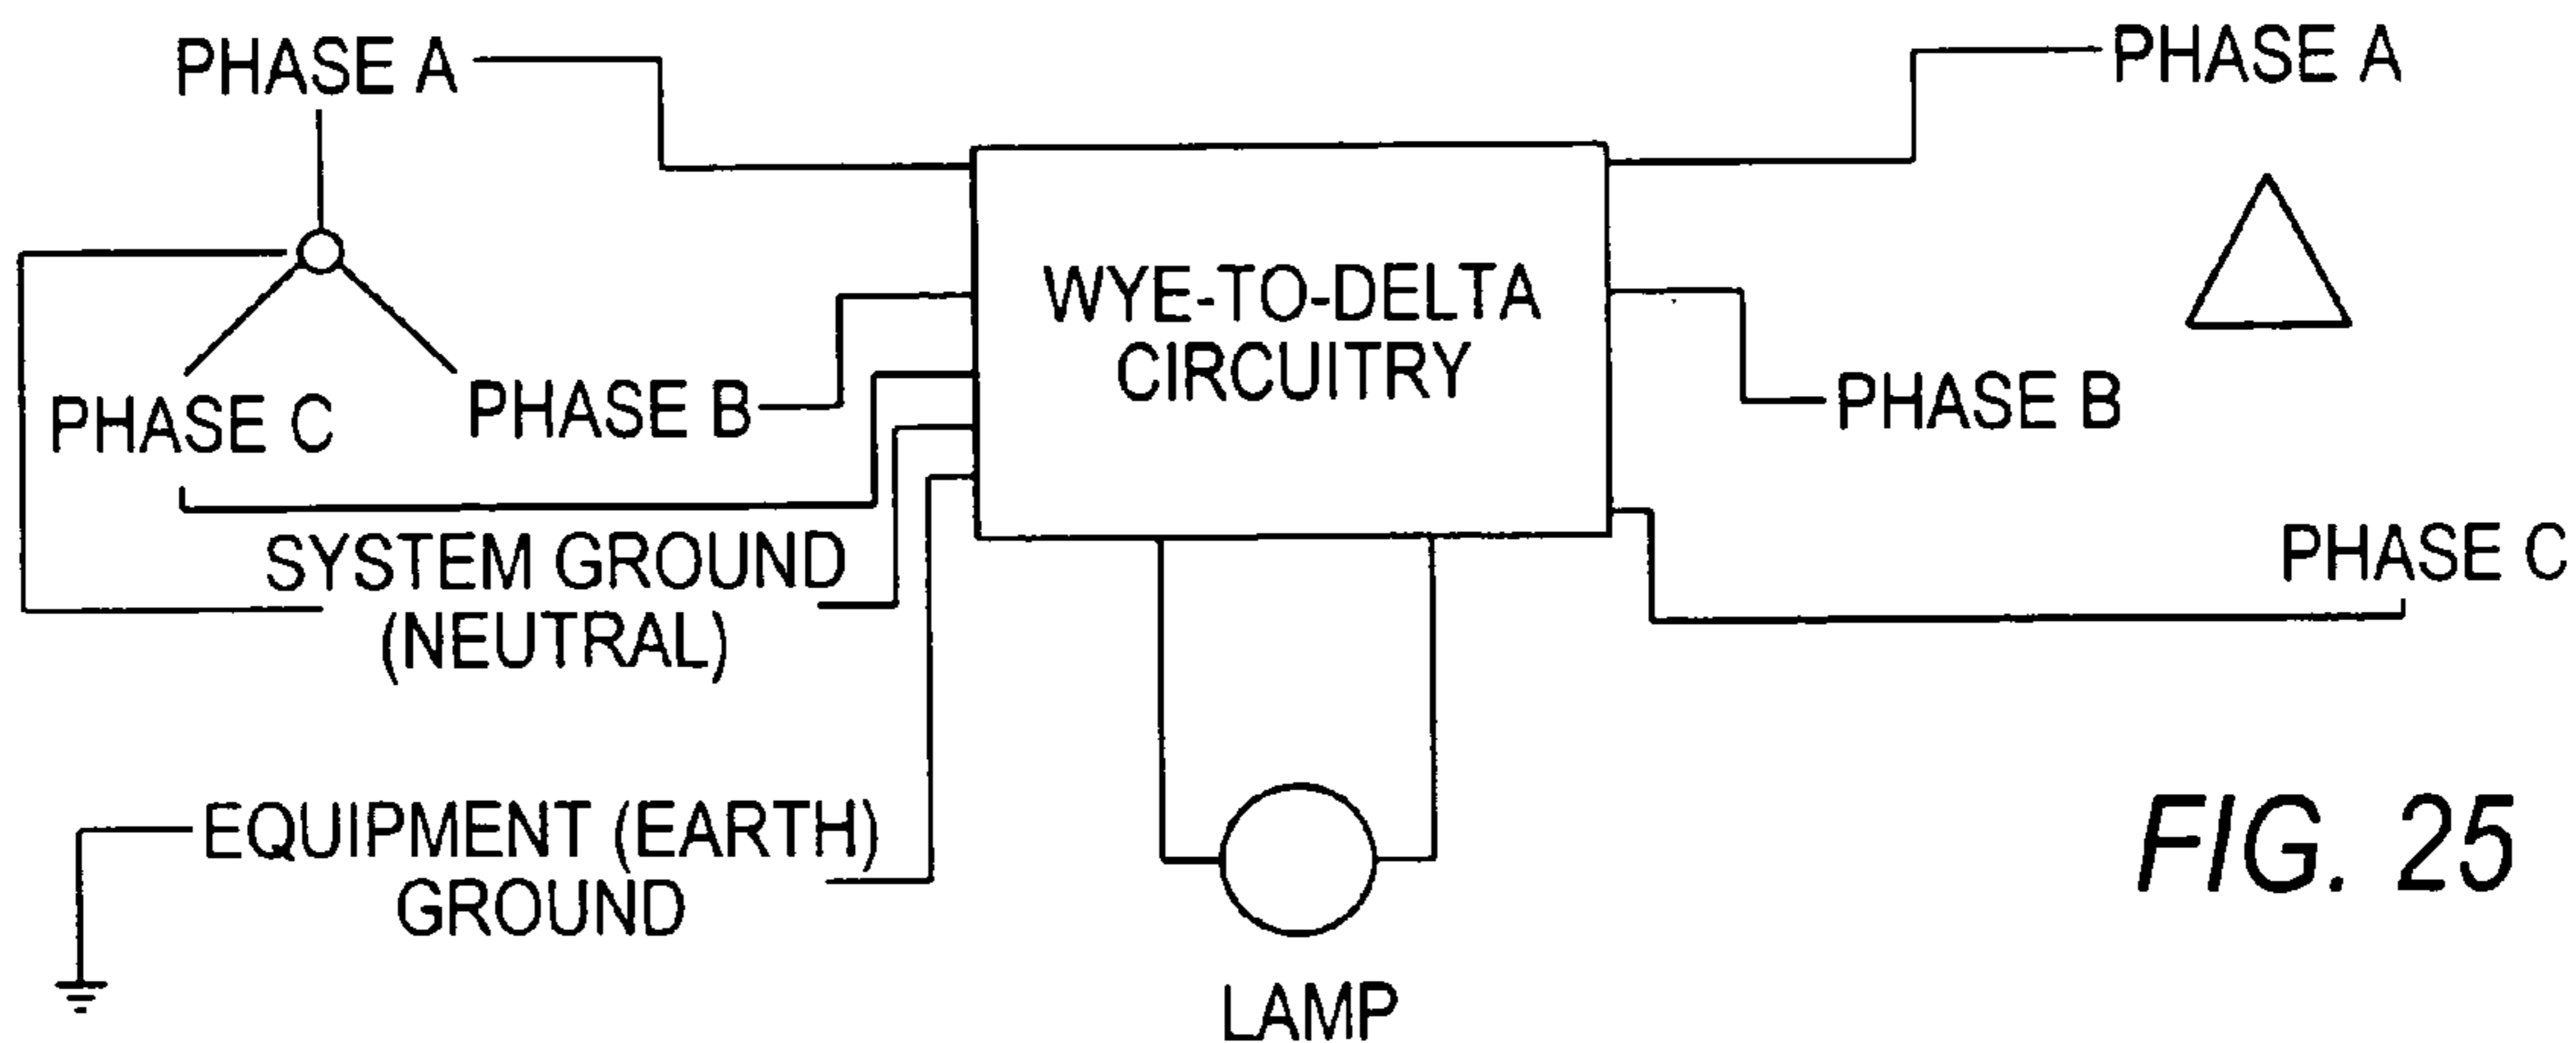 PHASE A
PHASE A
WYE-TO-DELTA
CIRCUITRY
PHASE C
PHASE B
PHASE B
SYSTEM GROUND
(NEUTRAL)
PHASE C
EQUIPMENT (EARTH)
GROUND
LAMP
FIG. 25